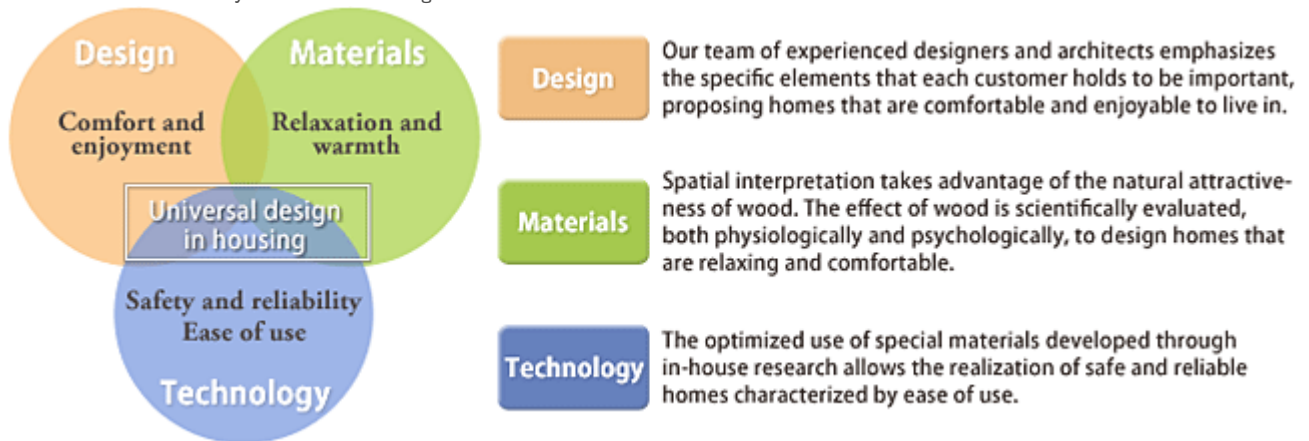 Design
Materials
Comfort and
enjoyment
Relaxation and
warmth
Universal design
in housing
Safety and reliability
Ease of use
Technology
Design
Our team of experienced designers and architects emphasizes
the specific elements that each customer holds to be important,
proposing homes that are comfortable and enjoyable to live in.
Materials
Spatial interpretation takes advantage of the natural attractive-
ness of wood. The effect of wood is scientifically evaluated,
both physiologically and psychologically, to design homes that
are relaxing and comfortable.
Technology
The optimized use of special materials developed through
in-house research allows the realization of safe and reliable
homes characterized by ease of use.